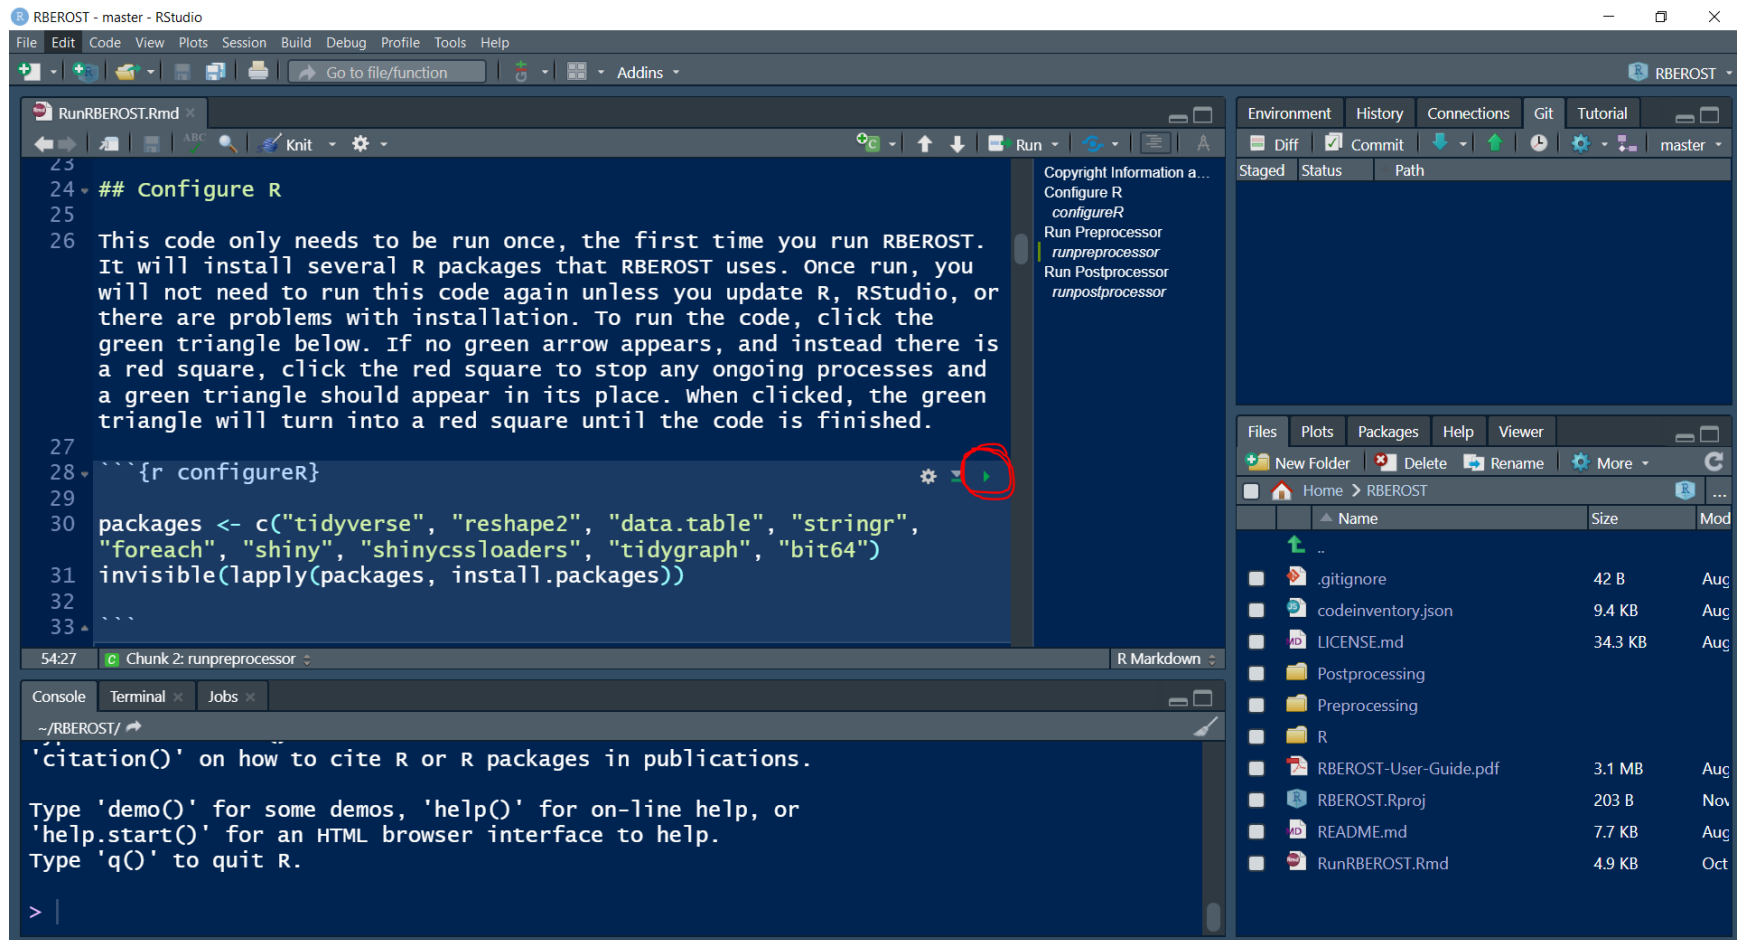 RBEROST - master - RStudio
File Edit Code View Plots Session Build Debug Profile Tools Help
Go to file/function Addins RBEROST
RunRBEROST.Rmd
Knit Run
23
24 ## Configure R
25
26 This code only needs to be run once, the first time you run RBEROST.
It will install several R packages that RBEROST uses. Once run, you
will not need to run this code again unless you update R, RStudio, or
there are problems with installation. To run the code, click the
green triangle below. If no green arrow appears, and instead there is
a red square, click the red square to stop any ongoing processes and
a green triangle should appear in its place. When clicked, the green
triangle will turn into a red square until the code is finished.
27
28 ```{r configureR}
29
30 packages <- c("tidyverse", "reshape2", "data.table", "stringr",
"foreach", "shiny", "shinycssloaders", "tidygraph", "bit64")
31 invisible(lapply(packages, install.packages))
32
33 ```
54:27 Chunk 2: runpreprocessor R Markdown
Copyright Information a...
Configure R
configureR
Run Preprocessor
runpreprocessor
Run Postprocessor
runpostprocessor
Console Terminal Jobs
~/RBEROST/
'citation()' on how to cite R or R packages in publications.
Type 'demo()' for some demos, 'help()' for on-line help, or
'help.start()' for an HTML browser interface to help.
Type 'q()' to quit R.
>
Environment History Connections Git Tutorial
Diff Commit master
Staged Status Path
Files Plots Packages Help Viewer
New Folder Delete Rename More
Home RBEROST ...
Name Size Mod
..
.gitignore 42 B Aug
codeinventory.json 9.4 KB Aug
LICENSE.md 34.3 KB Aug
Postprocessing
Preprocessing
R
RBEROST-User-Guide.pdf 3.1 MB Aug
RBEROST.Rproj 203 B Nov
README.md 7.7 KB Aug
RunRBEROST.Rmd 4.9 KB Oct